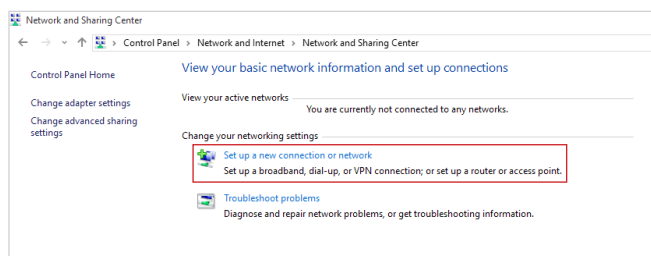 Network and Sharing Center
Control Panel > Network and Internet > Network and Sharing Center
Control Panel Home
Change adapter settings
Change advanced sharing
settings
View your basic network information and set up connections
View your active networks
You are currently not connected to any networks.
Change your networking settings
Set up a new connection or network
Set up a broadband, dial-up, or VPN connection; or set up a router or access point.
Troubleshoot problems
Diagnose and repair network problems, or get troubleshooting information.